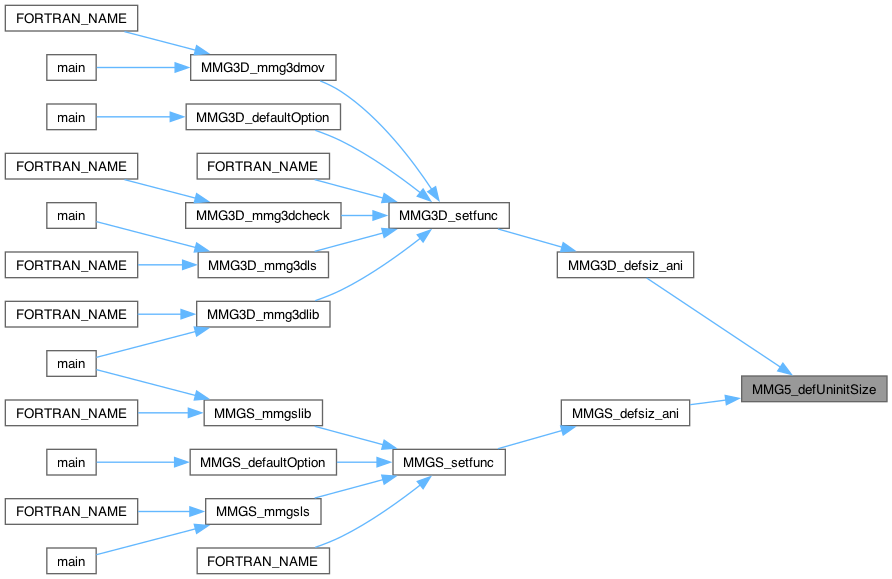 FORTRAN_NAME
main
MMG3D_mmg3dmov
main
MMG3D_defaultOption
FORTRAN_NAME
FORTRAN_NAME
main
MMG3D_mmg3dcheck
MMG3D_setfunc
FORTRAN_NAME
MMG3D_mmg3dls
MMG3D_defsiz_ani
FORTRAN_NAME
MMG3D_mmg3dlib
main
MMG5_defUninitSize
FORTRAN_NAME
MMGS_mmgslib
MMGS_defsiz_ani
main
MMGS_defaultOption
MMGS_setfunc
FORTRAN_NAME
MMGS_mmgsls
main
FORTRAN_NAME